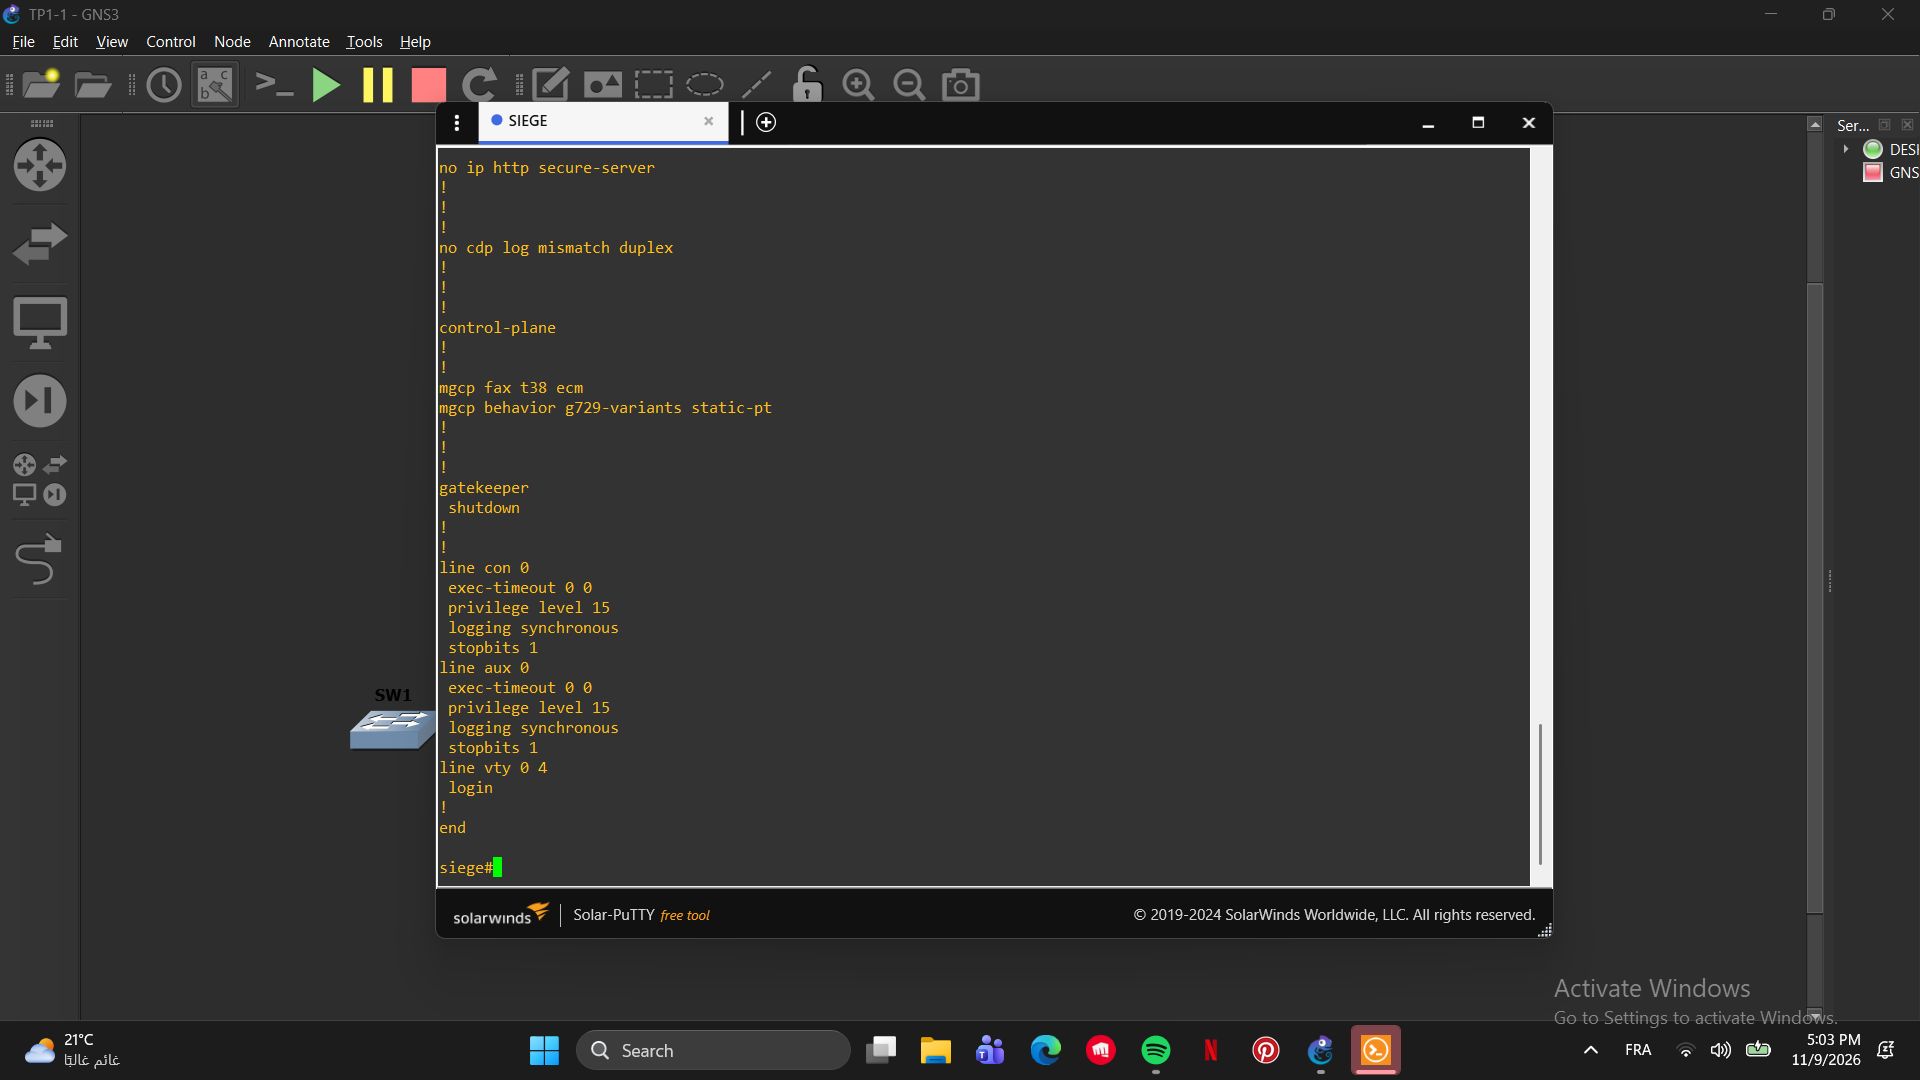 TP1-1 - GNS3
File Edit View Control Node Annotate Tools Help
SIEGE
Ser...
DESI
GNS
no ip http secure-server
!
!
!
no cdp log mismatch duplex
!
!
!
control-plane
!
!
mgcp fax t38 ecm
mgcp behavior g729-variants static-pt
!
!
!
gatekeeper
shutdown
!
!
line con 0
exec-timeout 0 0
privilege level 15
logging synchronous
stopbits 1
line aux 0
exec-timeout 0 0
privilege level 15
logging synchronous
stopbits 1
line vty 0 4
login
!
end
siege#
SW1
solarwinds Solar-PuTTY free tool © 2019-2024 SolarWinds Worldwide, LLC. All rights reserved.
Activate Windows
Go to Settings to activate Windows.
21°C
غائم غالبًا
Search
FRA
5:03 PM
11/9/2026